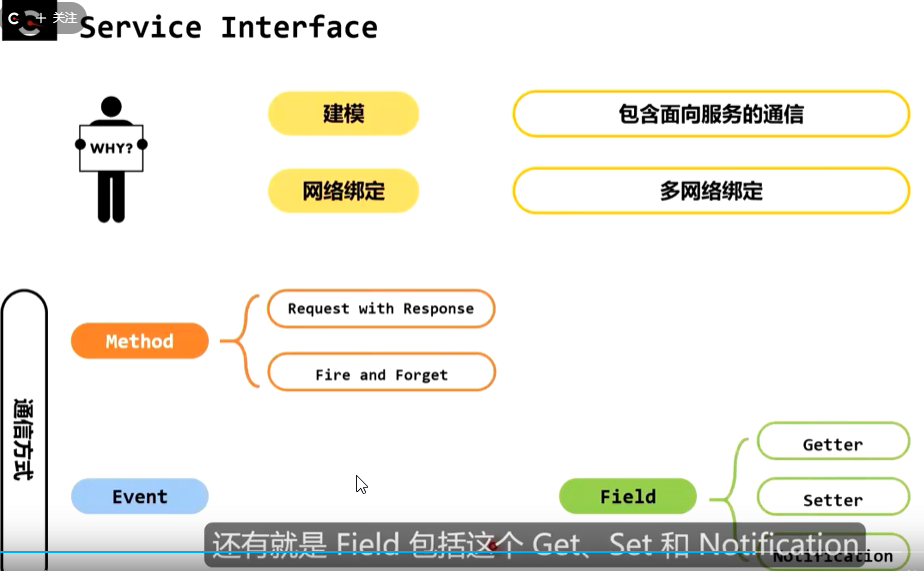 + 关注
Service Interface
WHY?
建模
包含面向服务的通信
网络绑定
多网络绑定
通信方式
Method
Request with Response
Fire and Forget
Event
Field
Getter
Setter
Notification
还有就是 Field 包括这个 Get、Set 和 Notification